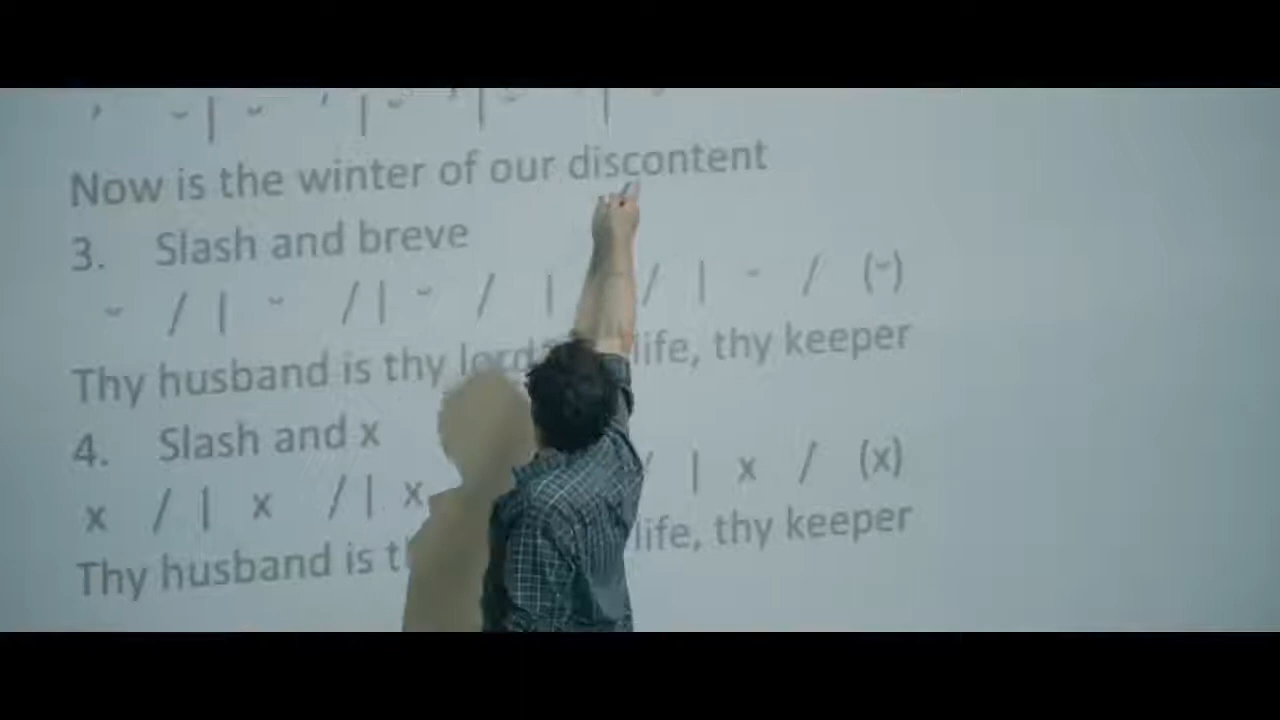 ' ˘ | ˘ ' | ˘ ' | ˘ ' | ˘
Now is the winter of our discontent
3. Slash and breve
˘ / | ˘ / | ˘ / | / | ˘ / (˘)
Thy husband is thy lord life, thy keeper
4. Slash and x
x / | x / | x | x / (x)
Thy husband is life, thy keeper